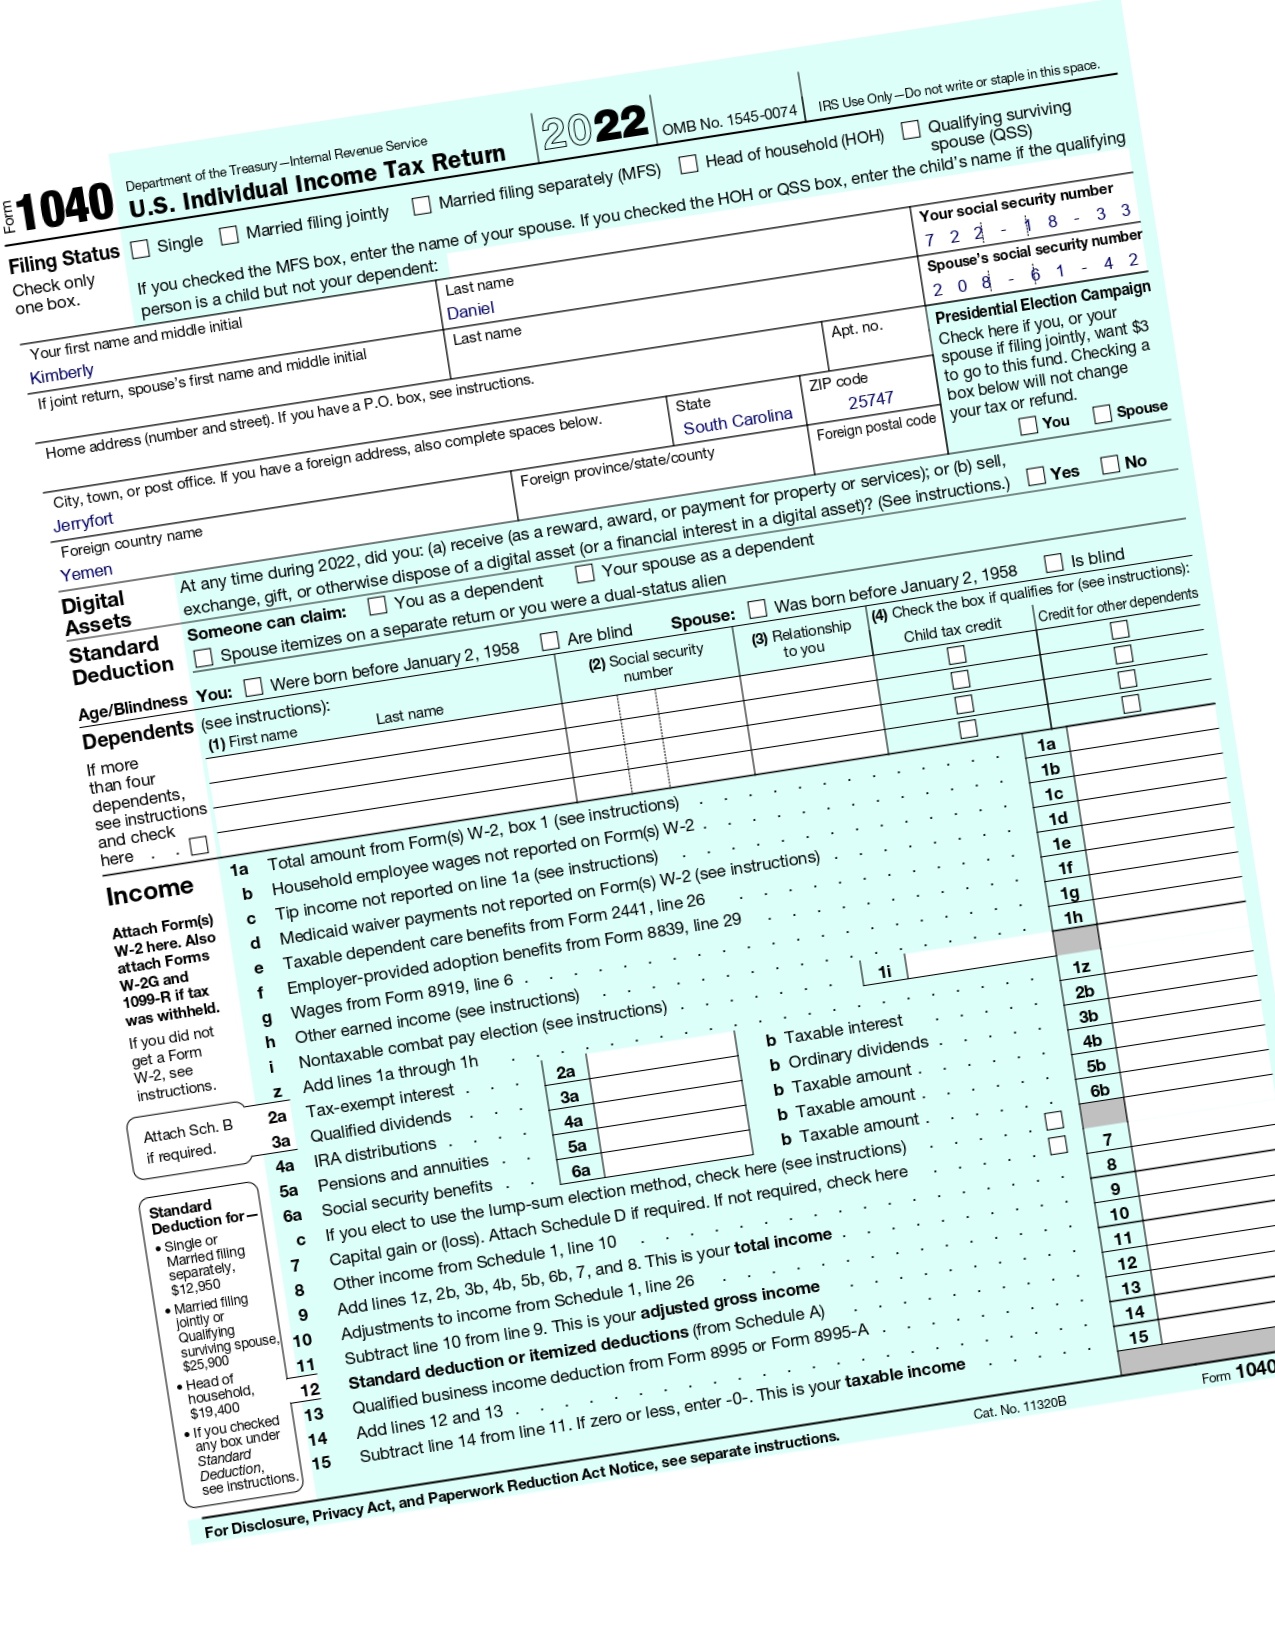 Form 1040
Department of the Treasury—Internal Revenue Service
U.S. Individual Income Tax Return
2022
OMB No. 1545-0074
IRS Use Only—Do not write or staple in this space.
Filing Status
Check only
one box.
Single
Married filing jointly
Married filing separately (MFS)
Head of household (HOH)
Qualifying surviving
spouse (QSS)
If you checked the MFS box, enter the name of your spouse. If you checked the HOH or QSS box, enter the child's name if the qualifying
person is a child but not your dependent:
Your first name and middle initial
Kimberly
Last name
Daniel
Your social security number
722-18-33
If joint return, spouse's first name and middle initial
Last name
Spouse's social security number
208-61-42
Home address (number and street). If you have a P.O. box, see instructions.
Apt. no.
City, town, or post office. If you have a foreign address, also complete spaces below.
Jerryfort
State
South Carolina
ZIP code
25747
Foreign country name
Yemen
Foreign province/state/county
Foreign postal code
Presidential Election Campaign
Check here if you, or your
spouse if filing jointly, want $3
to go to this fund. Checking a
box below will not change
your tax or refund.
You
Spouse
Digital
Assets
At any time during 2022, did you: (a) receive (as a reward, award, or payment for property or services); or (b) sell,
exchange, gift, or otherwise dispose of a digital asset (or a financial interest in a digital asset)? (See instructions.)
Yes
No
Standard
Deduction
Someone can claim:
You as a dependent
Your spouse as a dependent
Spouse itemizes on a separate return or you were a dual-status alien
Age/Blindness
You:
Were born before January 2, 1958
Are blind
Spouse:
Was born before January 2, 1958
Is blind
Dependents
(see instructions):
(1) First name
Last name
(2) Social security
number
(3) Relationship
to you
(4) Check the box if qualifies for (see instructions):
Child tax credit
Credit for other dependents
If more
than four
dependents,
see instructions
and check
here . .
Income
Attach Form(s)
W-2 here. Also
attach Forms
W-2G and
1099-R if tax
was withheld.
If you did not
get a Form
W-2, see
instructions.
1a Total amount from Form(s) W-2, box 1 (see instructions) 1a
b Household employee wages not reported on Form(s) W-2 1b
c Tip income not reported on line 1a (see instructions) 1c
d Medicaid waiver payments not reported on Form(s) W-2 (see instructions) 1d
e Taxable dependent care benefits from Form 2441, line 26 1e
f Employer-provided adoption benefits from Form 8839, line 29 1f
g Wages from Form 8919, line 6 1g
h Other earned income (see instructions) 1h
i Nontaxable combat pay election (see instructions) 1i
z Add lines 1a through 1h 1z
Attach Sch. B
if required.
2a Tax-exempt interest 2a b Taxable interest 2b
3a Qualified dividends 3a b Ordinary dividends 3b
4a IRA distributions 4a b Taxable amount 4b
5a Pensions and annuities 5a b Taxable amount 5b
6a Social security benefits 6a b Taxable amount 6b
c If you elect to use the lump-sum election method, check here (see instructions)
7 Capital gain or (loss). Attach Schedule D if required. If not required, check here 7
8 Other income from Schedule 1, line 10 8
9 Add lines 1z, 2b, 3b, 4b, 5b, 6b, 7, and 8. This is your total income 9
10 Adjustments to income from Schedule 1, line 26 10
11 Subtract line 10 from line 9. This is your adjusted gross income 11
12 Standard deduction or itemized deductions (from Schedule A) 12
13 Qualified business income deduction from Form 8995 or Form 8995-A 13
14 Add lines 12 and 13 14
15 Subtract line 14 from line 11. If zero or less, enter -0-. This is your taxable income 15
Standard
Deduction for—
• Single or
Married filing
separately,
$12,950
• Married filing
jointly or
Qualifying
surviving spouse,
$25,900
• Head of
household,
$19,400
• If you checked
any box under
Standard
Deduction,
see instructions.
For Disclosure, Privacy Act, and Paperwork Reduction Act Notice, see separate instructions.
Cat. No. 11320B
Form 1040